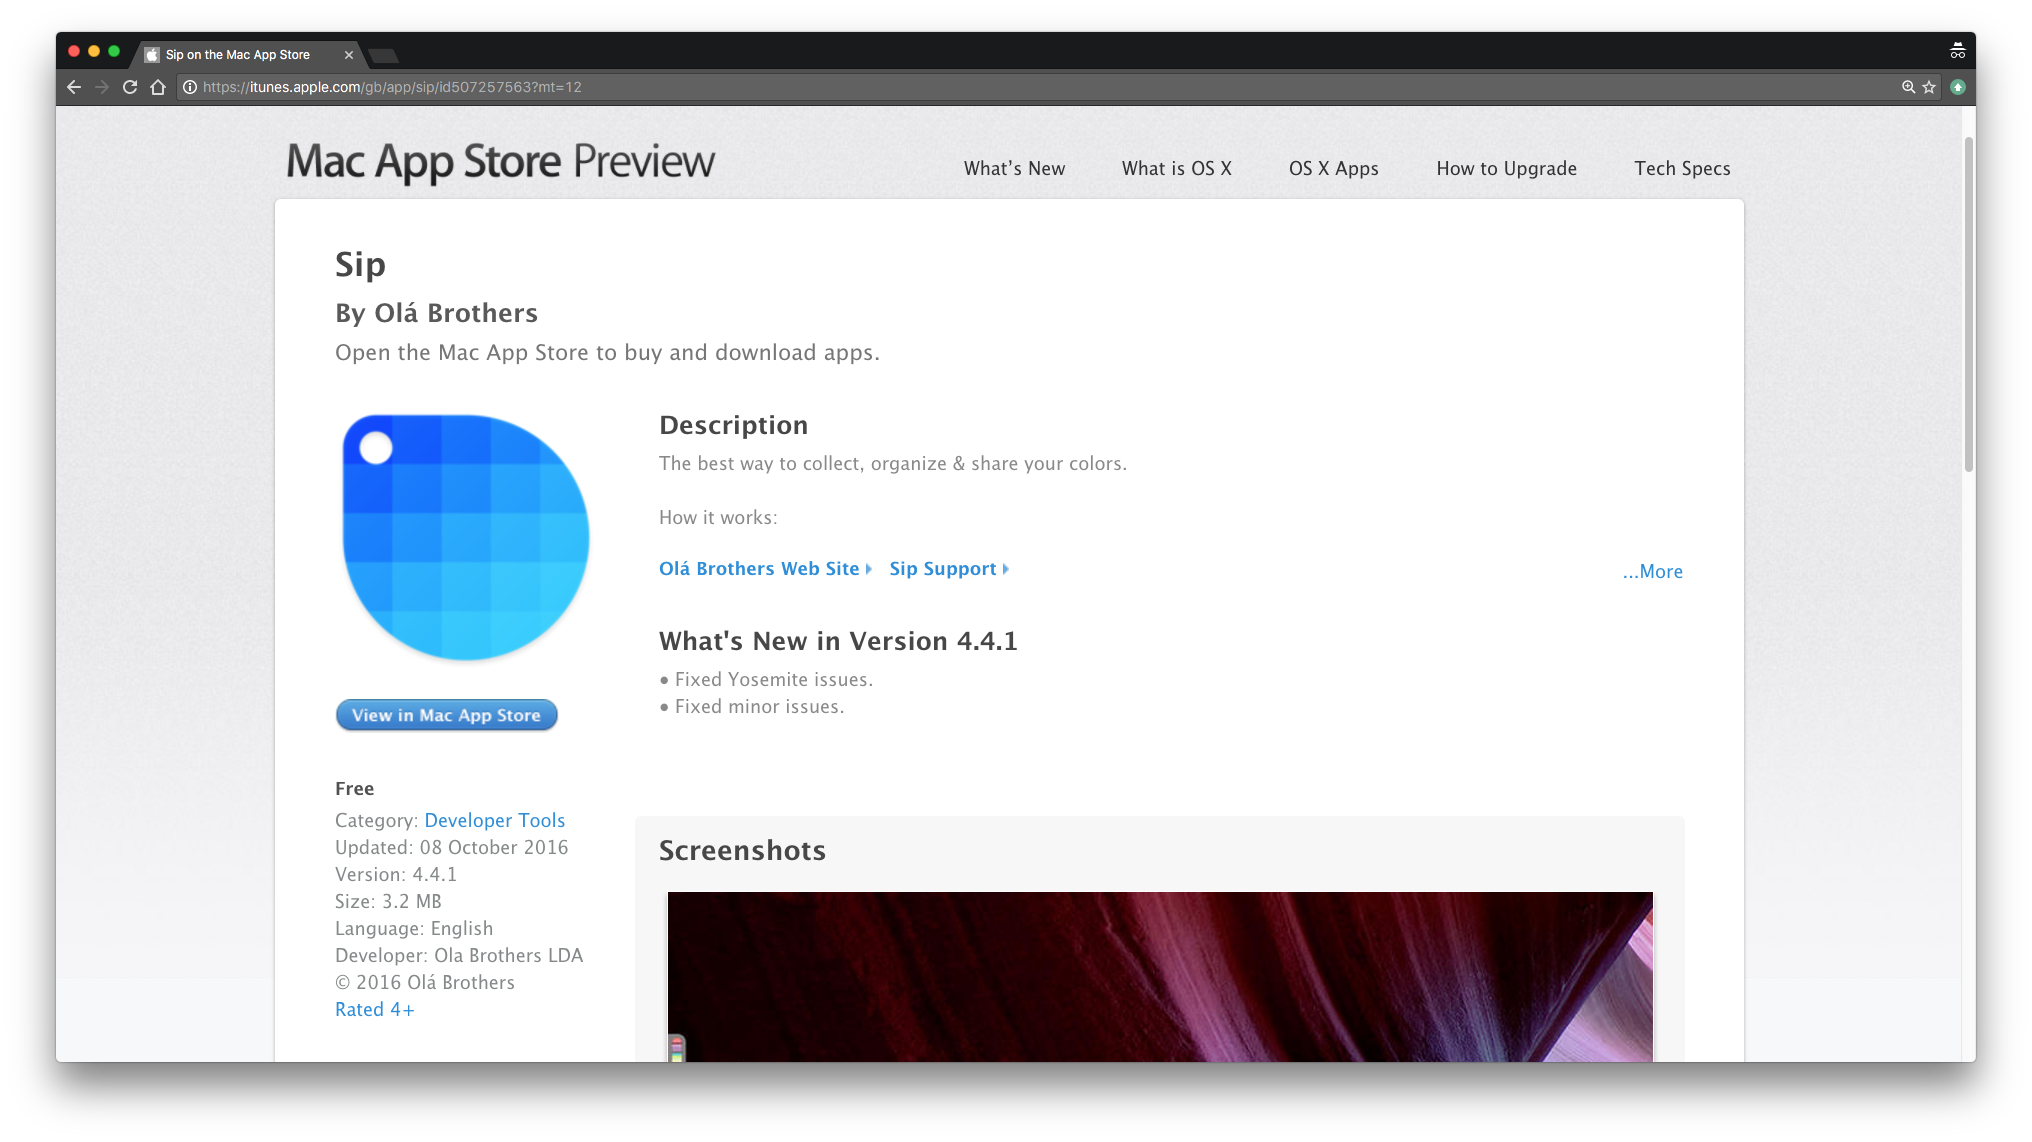 Sip on the Mac App Store
https://itunes.apple.com/gb/app/sip/id507257563?mt=12
Mac App Store Preview
What's New
What is OS X
OS X Apps
How to Upgrade
Tech Specs
Sip
By Olá Brothers
Open the Mac App Store to buy and download apps.
Description
The best way to collect, organize & share your colors.
How it works:
Olá Brothers Web Site
Sip Support
...More
What's New in Version 4.4.1
• Fixed Yosemite issues.
• Fixed minor issues.
View in Mac App Store
Free
Category: Developer Tools
Updated: 08 October 2016
Version: 4.4.1
Size: 3.2 MB
Language: English
Developer: Ola Brothers LDA
© 2016 Olá Brothers
Rated 4+
Screenshots